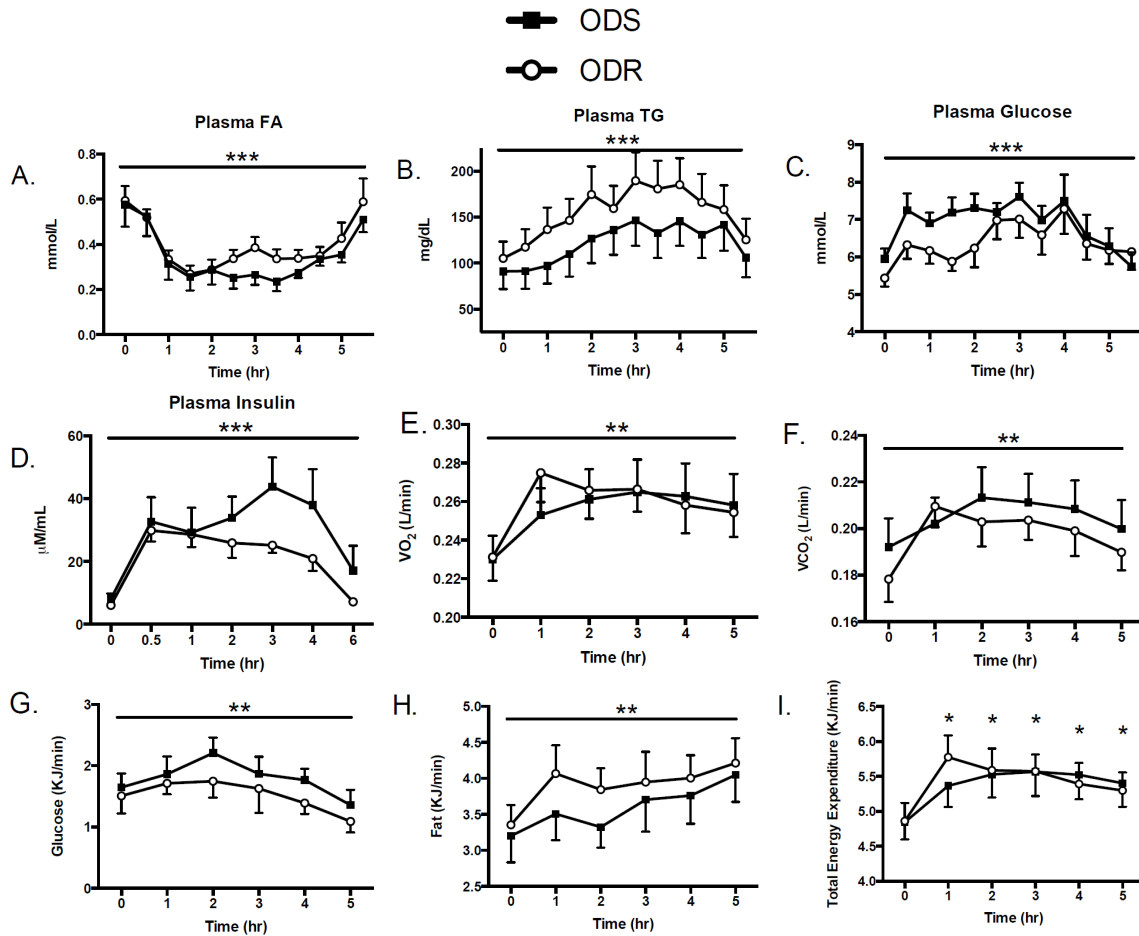 ODS
ODR
A.
Plasma FA
***
mmol/L
0.8
0.6
0.4
0.2
0.0
0 1 2 3 4 5
Time (hr)
B.
Plasma TG
***
mg/dL
200
150
100
50
0 1 2 3 4 5
Time (hr)
C.
Plasma Glucose
***
mmol/L
9
8
7
6
5
4
0 1 2 3 4 5
Time (hr)
D.
Plasma Insulin
***
µM/mL
60
40
20
0
0 0.5 1 2 3 4 6
Time (hr)
E.
**
VO2 (L/min)
0.30
0.28
0.26
0.24
0.22
0.20
0 1 2 3 4 5
Time (hr)
F.
**
VCO2 (L/min)
0.24
0.22
0.20
0.18
0.16
0 1 2 3 4 5
Time (hr)
G.
**
Glucose (KJ/min)
3
2
1
0
0 1 2 3 4 5
Time (hr)
H.
**
Fat (KJ/min)
5.0
4.5
4.0
3.5
3.0
2.5
0 1 2 3 4 5
Time (hr)
I.
* * * * *
Total Energy Expenditure (KJ/min)
6.5
6.0
5.5
5.0
4.5
4.0
0 1 2 3 4 5
Time (hr)